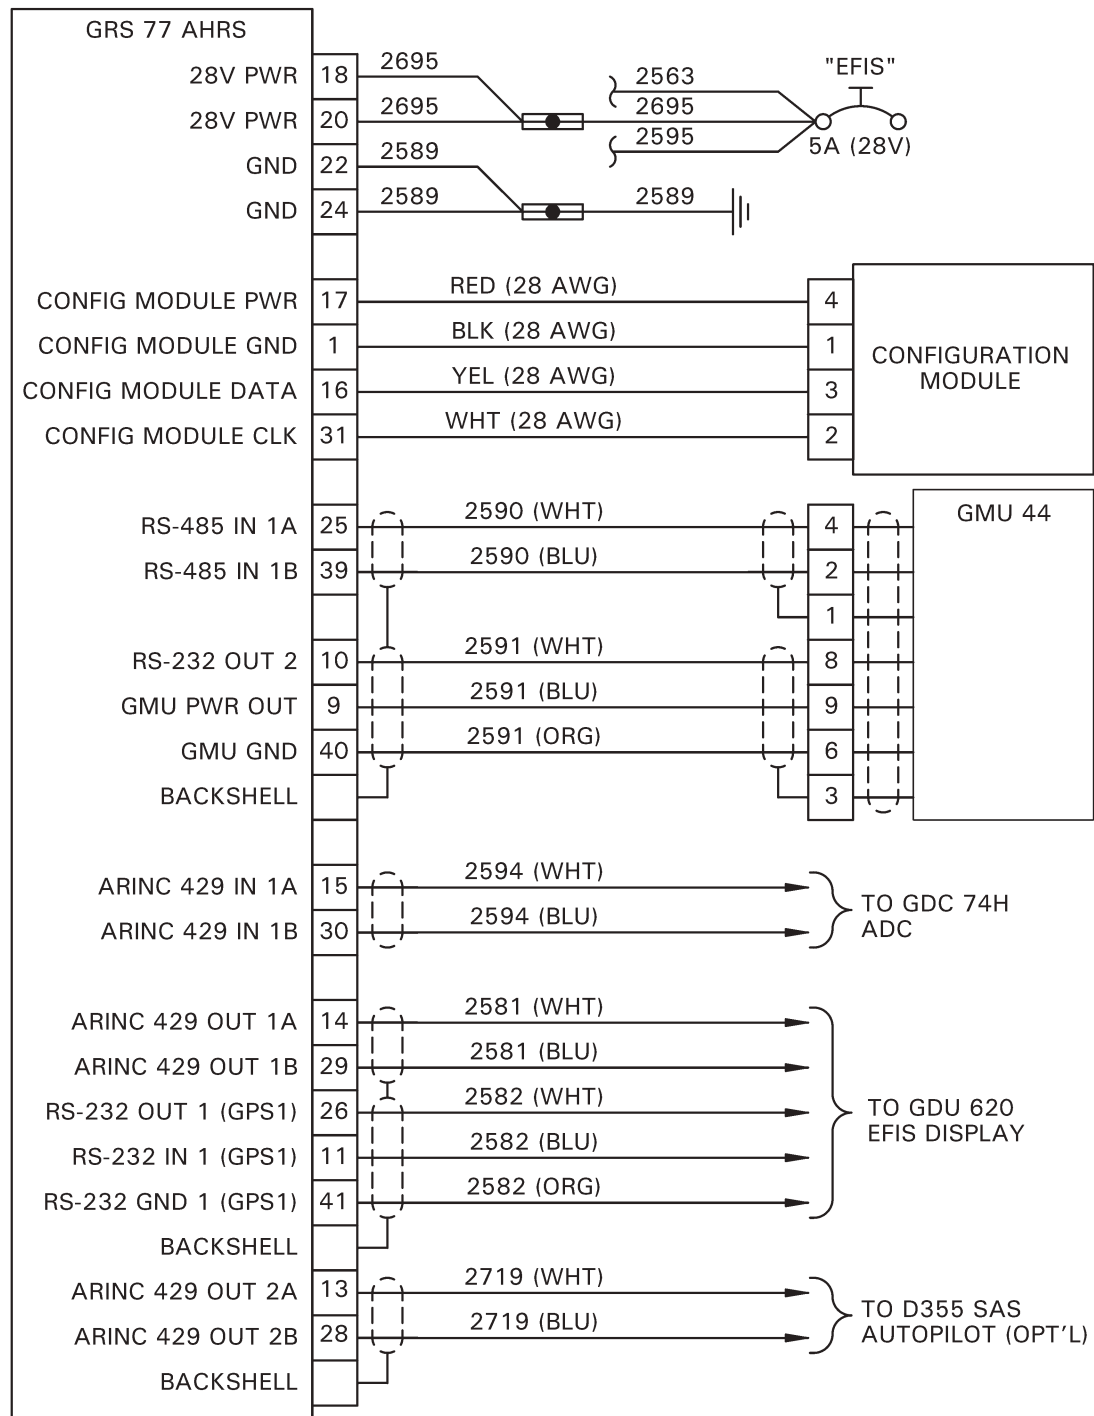 GRS 77 AHRS
28V PWR 18 2695 2563 "EFIS"
28V PWR 20 2695 2695
GND 22 2589 2595 5A (28V)
GND 24 2589 2589
CONFIG MODULE PWR 17 RED (28 AWG) 4
CONFIG MODULE GND 1 BLK (28 AWG) 1
CONFIGURATION
MODULE
CONFIG MODULE DATA 16 YEL (28 AWG) 3
CONFIG MODULE CLK 31 WHT (28 AWG) 2
RS-485 IN 1A 25 2590 (WHT) 4 GMU 44
RS-485 IN 1B 39 2590 (BLU) 2
1
RS-232 OUT 2 10 2591 (WHT) 8
GMU PWR OUT 9 2591 (BLU) 9
GMU GND 40 2591 (ORG) 6
BACKSHELL 3
ARINC 429 IN 1A 15 2594 (WHT)
ARINC 429 IN 1B 30 2594 (BLU)
TO GDC 74H
ADC
ARINC 429 OUT 1A 14 2581 (WHT)
ARINC 429 OUT 1B 29 2581 (BLU)
RS-232 OUT 1 (GPS1) 26 2582 (WHT)
RS-232 IN 1 (GPS1) 11 2582 (BLU)
RS-232 GND 1 (GPS1) 41 2582 (ORG)
TO GDU 620
EFIS DISPLAY
BACKSHELL
ARINC 429 OUT 2A 13 2719 (WHT)
ARINC 429 OUT 2B 28 2719 (BLU)
TO D355 SAS
AUTOPILOT (OPT'L)
BACKSHELL